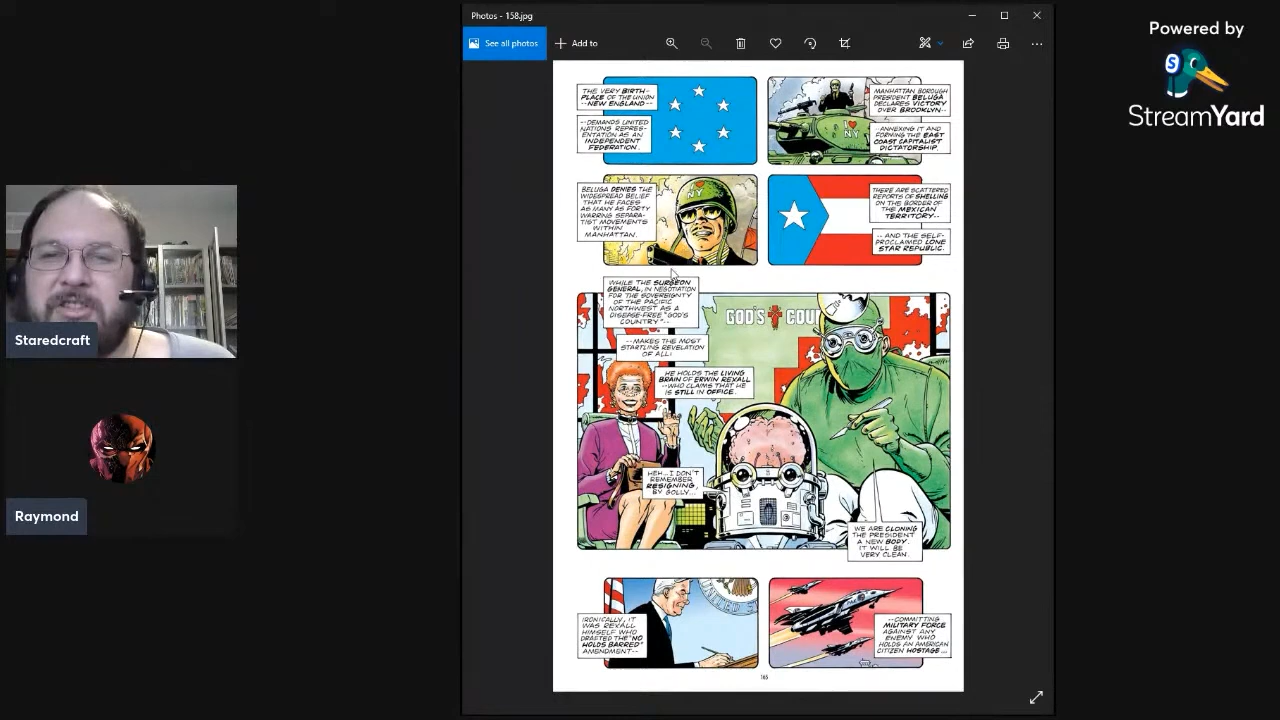 Photos - 158.jpg
See all photos
Add to
Powered by
S
StreamYard
Staredcraft
Raymond
THE VERY BIRTH-
PLACE OF THE UNION
--NEW ENGLAND--
--DEMANDS UNITED
NATIONS REPRES-
ENTATION AS AN
INDEPENDENT
FEDERATION.
I ♥
NY
MANHATTAN BOROUGH
PRESIDENT BELUGA
DECLARES VICTORY
OVER BROOKLYN--
--ANNEXING IT AND
FORMING THE EAST
COAST CAPITALIST
DICTATORSHIP.
BELUGA DENIES THE
WIDESPREAD BELIEF
THAT HE FACES
AS MANY AS FORTY
WARRING SEPARA-
TIST MOVEMENTS
WITHIN
MANHATTAN.
NY
THERE ARE SCATTERED
REPORTS OF SHELLING
ON THE BORDER OF
THE MEXICAN
TERRITORY--
-- AND THE SELF-
PROCLAIMED LONE
STAR REPUBLIC.
WHILE THE SURGEON
GENERAL, IN NEGOTIATION
FOR THE SOVEREIGNTY
OF THE PACIFIC
NORTHWEST AS A
DISEASE-FREE "GOD'S
COUNTRY"--
--MAKES THE MOST
STARTLING REVELATION
OF ALL:
GOD'S COU
HE HOLDS THE LIVING
BRAIN OF ERWIN REXALL
--WHO CLAIMS THAT HE
IS STILL IN OFFICE.
HEH... I DON'T
REMEMBER
RESIGNING,
BY GOLLY...
WE ARE CLONING
THE PRESIDENT
A NEW BODY.
IT WILL BE
VERY CLEAN.
IRONICALLY, IT
WAS REXALL
HIMSELF WHO
DRAFTED THE "NO
HOLDS BARRED"
AMENDMENT--
--COMMITTING
MILITARY FORCE
AGAINST ANY
ENEMY WHO
HOLDS AN AMERICAN
CITIZEN HOSTAGE...
165